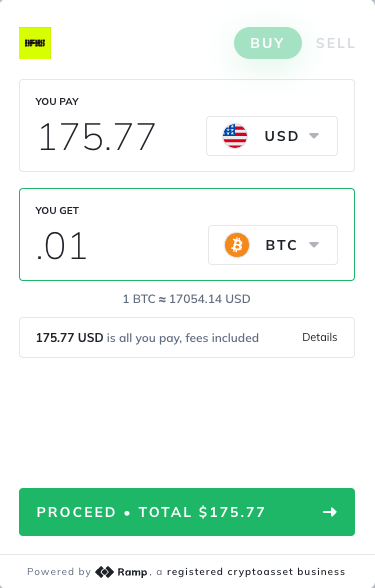 BUY SELL
YOU PAY
175.77 USD
YOU GET
.01 BTC
1 BTC ≈ 17054.14 USD
175.77 USD is all you pay, fees included Details
PROCEED • TOTAL $175.77
Powered by Ramp, a registered cryptoasset business